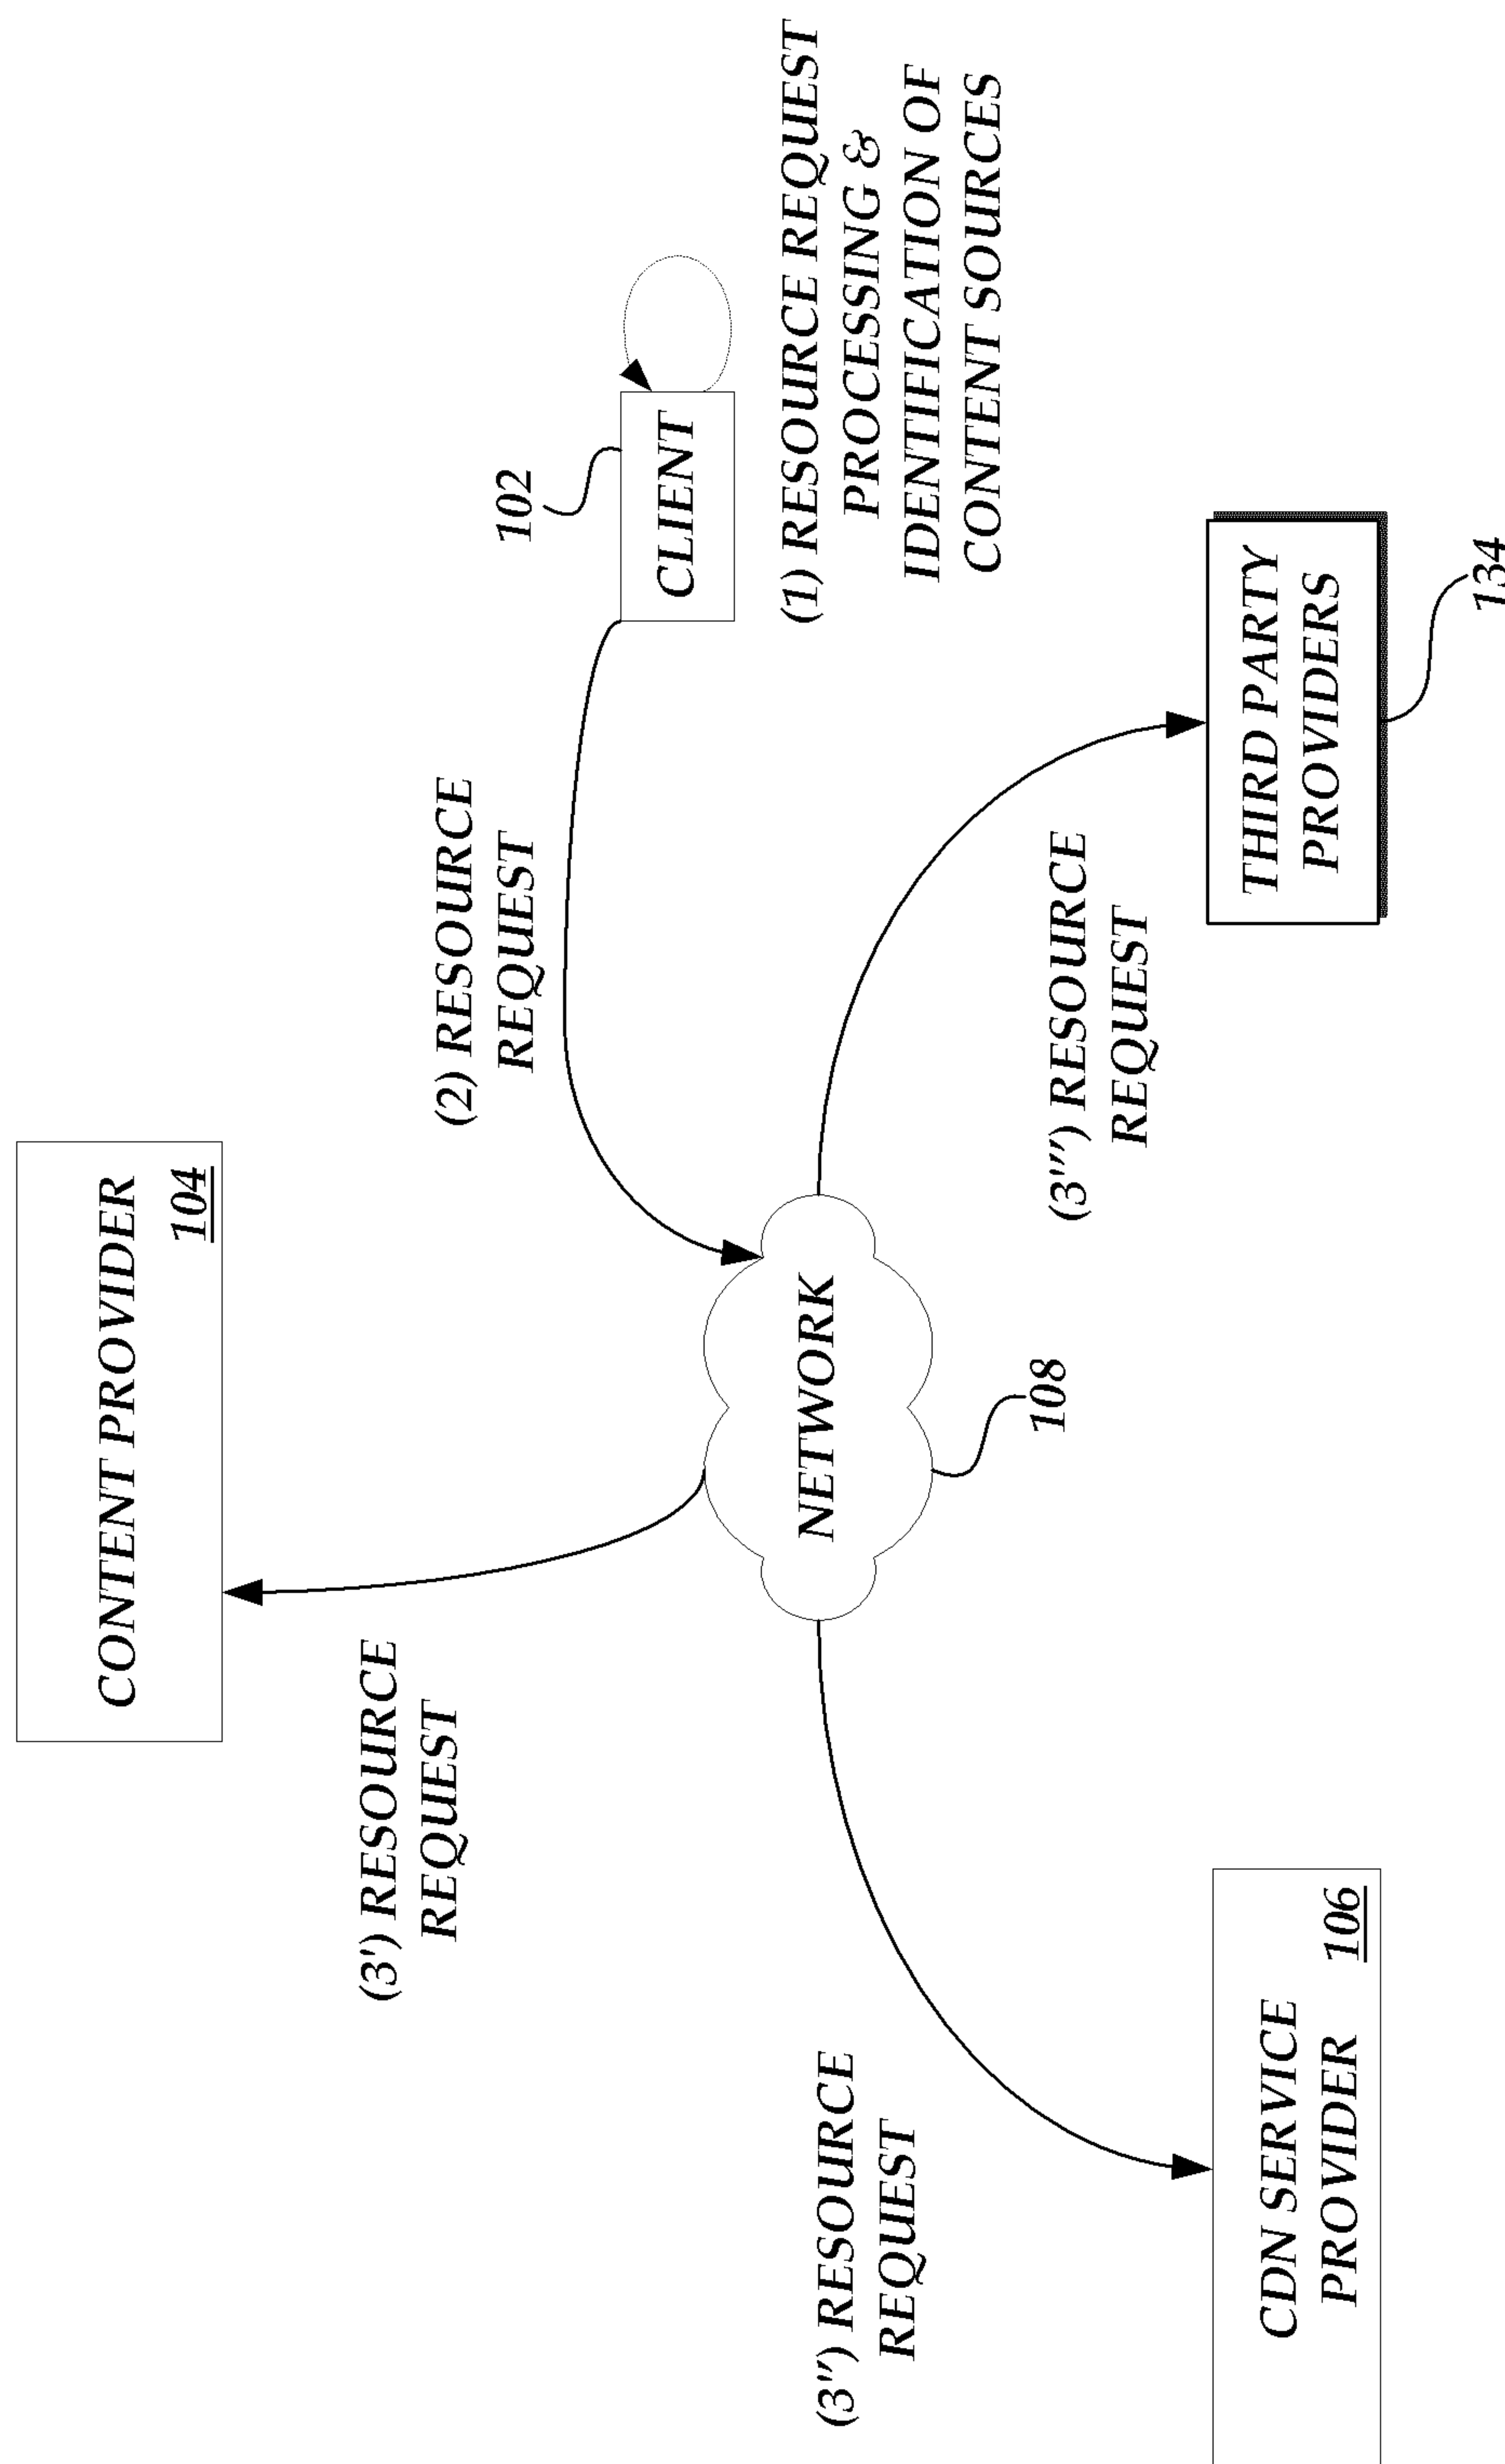 CONTENT PROVIDER
104
(3') RESOURCE
REQUEST
(2) RESOURCE
REQUEST
102
CLIENT
(1) RESOURCE REQUEST
PROCESSING &
IDENTIFICATION OF
CONTENT SOURCES
NETWORK
108
(3") RESOURCE
REQUEST
(3"') RESOURCE
REQUEST
CDN SERVICE
PROVIDER
106
THIRD PARTY
PROVIDERS
134